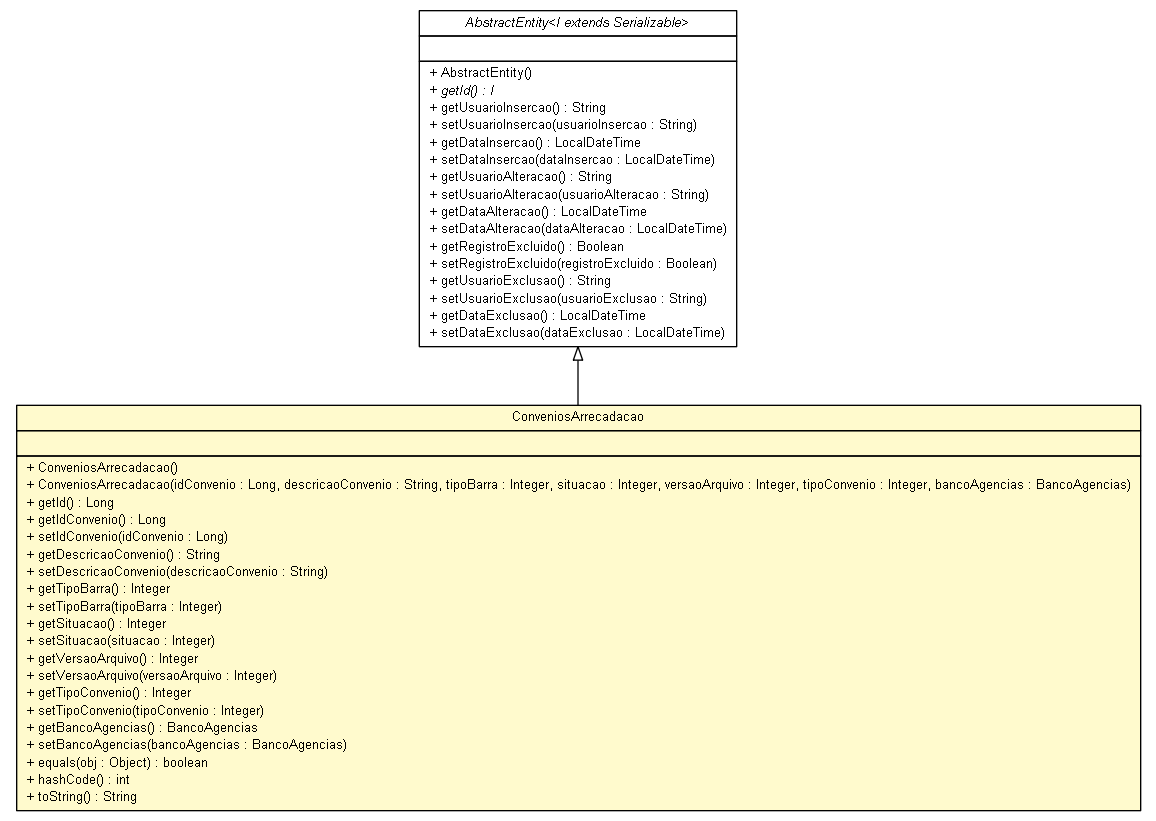 AbstractEntity<I extends Serializable>
+ AbstractEntity()
+ getId() : I
+ getUsuarioInsercao() : String
+ setUsuarioInsercao(usuarioInsercao : String)
+ getDataInsercao() : LocalDateTime
+ setDataInsercao(dataInsercao : LocalDateTime)
+ getUsuarioAlteracao() : String
+ setUsuarioAlteracao(usuarioAlteracao : String)
+ getDataAlteracao() : LocalDateTime
+ setDataAlteracao(dataAlteracao : LocalDateTime)
+ getRegistroExcluido() : Boolean
+ setRegistroExcluido(registroExcluido : Boolean)
+ getUsuarioExclusao() : String
+ setUsuarioExclusao(usuarioExclusao : String)
+ getDataExclusao() : LocalDateTime
+ setDataExclusao(dataExclusao : LocalDateTime)
ConveniosArrecadacao
+ ConveniosArrecadacao()
+ ConveniosArrecadacao(idConvenio : Long, descricaoConvenio : String, tipoBarra : Integer, situacao : Integer, versaoArquivo : Integer, tipoConvenio : Integer, bancoAgencias : BancoAgencias)
+ getId() : Long
+ getIdConvenio() : Long
+ setIdConvenio(idConvenio : Long)
+ getDescricaoConvenio() : String
+ setDescricaoConvenio(descricaoConvenio : String)
+ getTipoBarra() : Integer
+ setTipoBarra(tipoBarra : Integer)
+ getSituacao() : Integer
+ setSituacao(situacao : Integer)
+ getVersaoArquivo() : Integer
+ setVersaoArquivo(versaoArquivo : Integer)
+ getTipoConvenio() : Integer
+ setTipoConvenio(tipoConvenio : Integer)
+ getBancoAgencias() : BancoAgencias
+ setBancoAgencias(bancoAgencias : BancoAgencias)
+ equals(obj : Object) : boolean
+ hashCode() : int
+ toString() : String